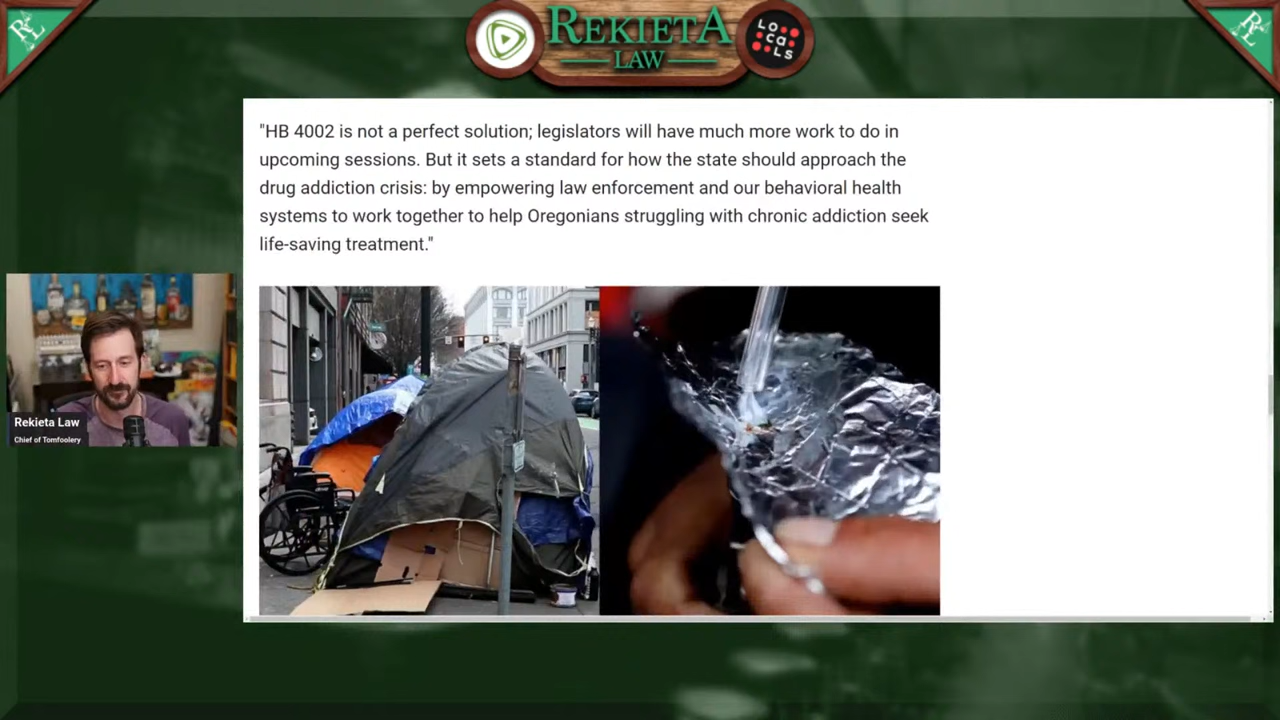 REKIETA
LAW
LOCALS
RL
RL
"HB 4002 is not a perfect solution; legislators will have much more work to do in
upcoming sessions. But it sets a standard for how the state should approach the
drug addiction crisis: by empowering law enforcement and our behavioral health
systems to work together to help Oregonians struggling with chronic addiction seek
life-saving treatment."
Rekieta Law
Chief of Tomfoolery